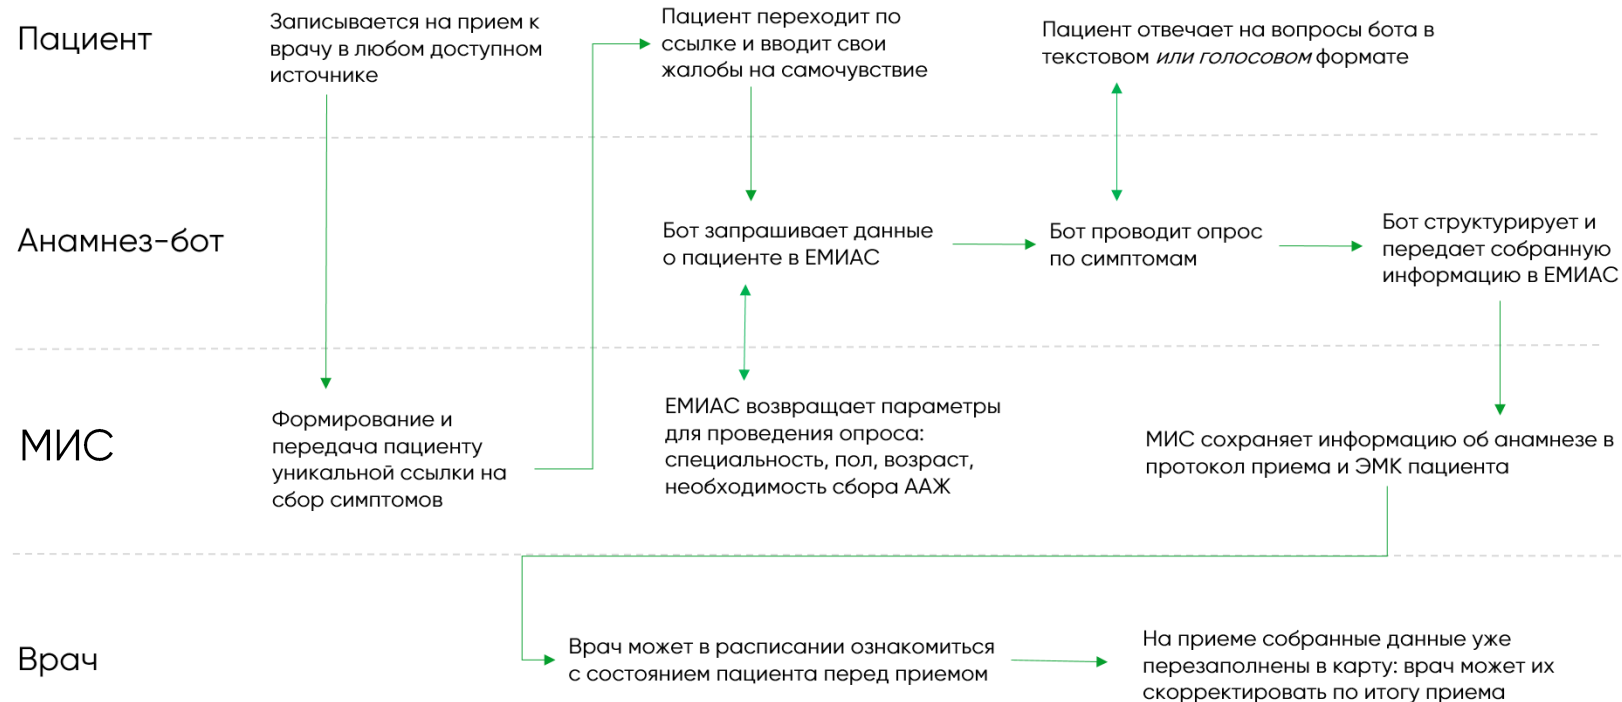 Пациент
Записывается на прием к
врачу в любом доступном
источнике
Пациент переходит по
ссылке и вводит свои
жалобы на самочувствие
Пациент отвечает на вопросы бота в
текстовом или голосовом формате
Анамнез-бот
Бот запрашивает данные
о пациенте в ЕМИАС
Бот проводит опрос
по симптомам
Бот структурирует и
передает собранную
информацию в ЕМИАС
МИС
Формирование и
передача пациенту
уникальной ссылки на
сбор симптомов
ЕМИАС возвращает параметры
для проведения опроса:
специальность, пол, возраст,
необходимость сбора ААЖ
МИС сохраняет информацию об анамнезе в
протокол приема и ЭМК пациента
Врач
Врач может в расписании ознакомиться
с состоянием пациента перед приемом
На приеме собранные данные уже
перезаполнены в карту: врач может их
скорректировать по итогу приема